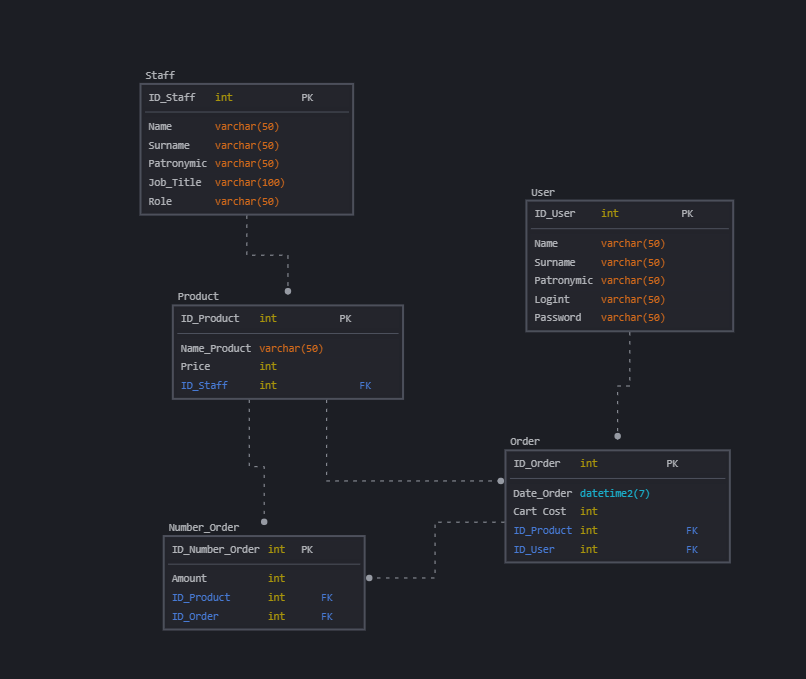 Staff
ID_Staff int PK
Name varchar(50)
Surname varchar(50)
Patronymic varchar(50)
Job_Title varchar(100)
Role varchar(50)
User
ID_User int PK
Name varchar(50)
Surname varchar(50)
Patronymic varchar(50)
Logint varchar(50)
Password varchar(50)
Product
ID_Product int PK
Name_Product varchar(50)
Price int
ID_Staff int FK
Order
ID_Order int PK
Date_Order datetime2(7)
Cart Cost int
ID_Product int FK
ID_User int FK
Number_Order
ID_Number_Order int PK
Amount int
ID_Product int FK
ID_Order int FK